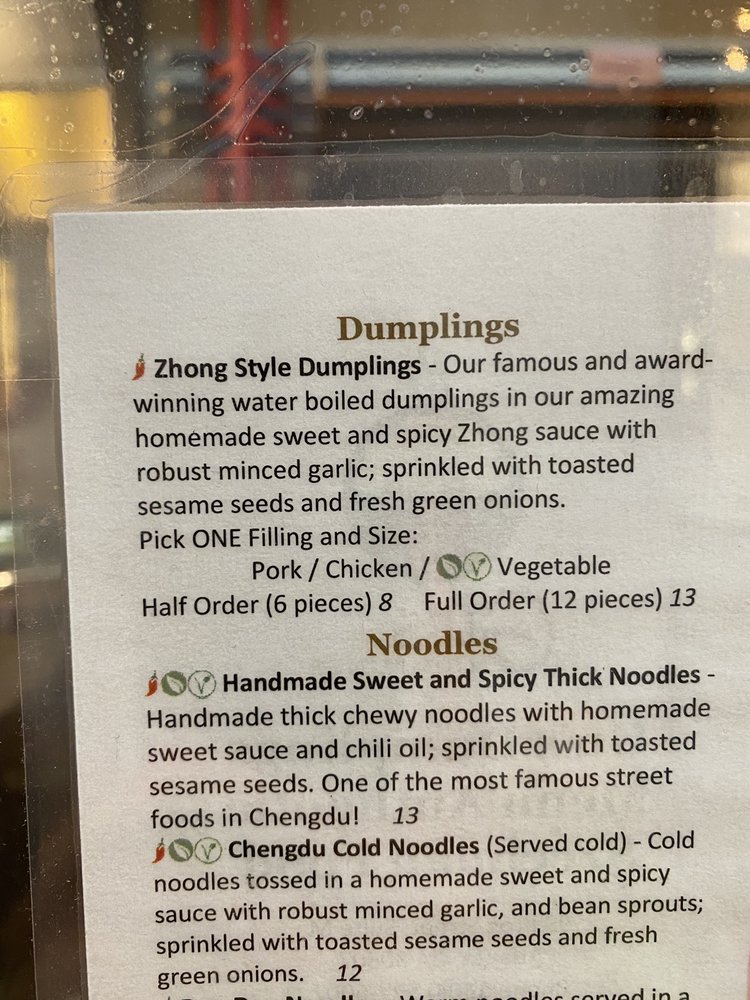 Dumplings
Zhong Style Dumplings - Our famous and award-
winning water boiled dumplings in our amazing
homemade sweet and spicy Zhong sauce with
robust minced garlic; sprinkled with toasted
sesame seeds and fresh green onions.
Pick ONE Filling and Size:
Pork / Chicken / V Vegetable
Half Order (6 pieces) 8 Full Order (12 pieces) 13
Noodles
V Handmade Sweet and Spicy Thick Noodles -
Handmade thick chewy noodles with homemade
sweet sauce and chili oil; sprinkled with toasted
sesame seeds. One of the most famous street
foods in Chengdu! 13
V Chengdu Cold Noodles (Served cold) - Cold
noodles tossed in a homemade sweet and spicy
sauce with robust minced garlic, and bean sprouts;
sprinkled with toasted sesame seeds and fresh
green onions. 12
Warm noodles served in a